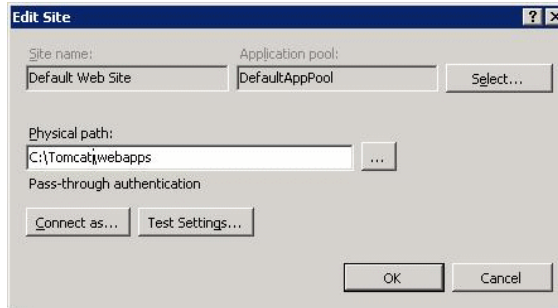 Edit Site
Site name:
Application pool:
Default Web Site
DefaultAppPool
Select...
Physical path:
C:\Tomcat\webapps
...
Pass-through authentication
Connect as...
Test Settings...
OK
Cancel